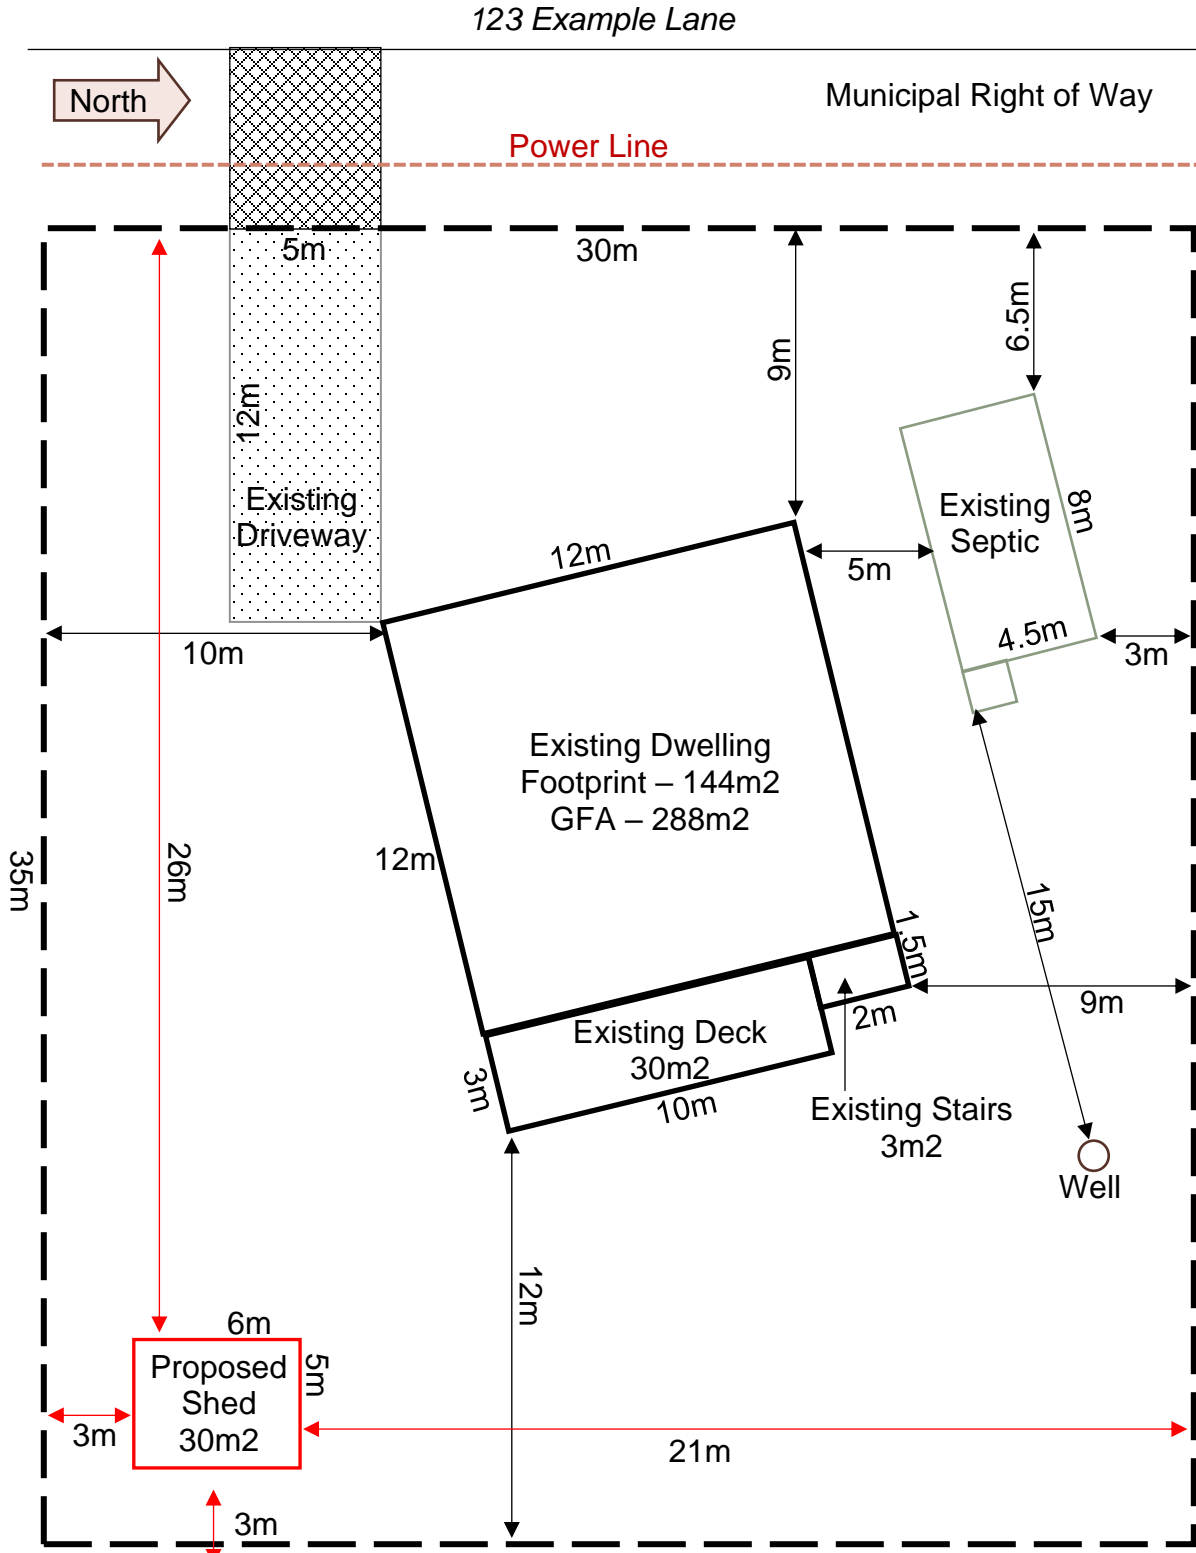 123 Example Lane
North
Municipal Right of Way
Power Line
5m
30m
6.5m
9m
12m
Existing
Driveway
Existing
Septic
8m
12m
5m
4.5m
10m
3m
Existing Dwelling
Footprint – 144m2
GFA – 288m2
12m
35m
26m
15m
1.5m
9m
2m
Existing Deck
30m2
3m
10m
Existing Stairs
3m2
Well
12m
6m
Proposed
Shed
30m2
5m
3m
21m
3m